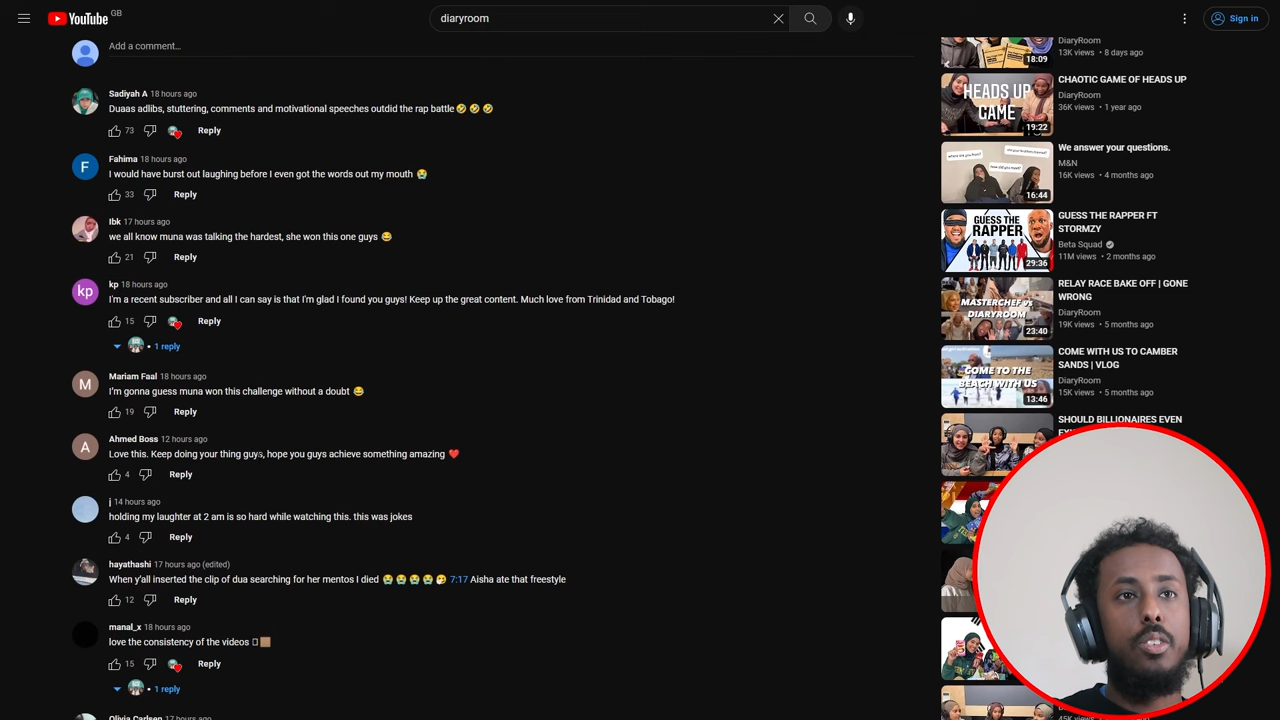 YouTube GB
diaryroom
Sign in
Add a comment...
Sadiyah A 18 hours ago
Duaas adlibs, stuttering, comments and motivational speeches outdid the rap battle🤣 🤣 🤣
73 Reply
Fahima 18 hours ago
I would have burst out laughing before I even got the words out my mouth 😭
33 Reply
Ibk 17 hours ago
we all know muna was talking the hardest, she won this one guys 😂
21 Reply
kp 18 hours ago
I'm a recent subscriber and all I can say is that I'm glad I found you guys! Keep up the great content. Much love from Trinidad and Tobago!
15 Reply
• 1 reply
Mariam Faal 18 hours ago
I'm gonna guess muna won this challenge without a doubt 😂
19 Reply
Ahmed Boss 12 hours ago
Love this. Keep doing your thing guys, hope you guys achieve something amazing ❤️
4 Reply
j 14 hours ago
holding my laughter at 2 am is so hard while watching this. this was jokes
4 Reply
hayathashi 17 hours ago (edited)
When y'all inserted the clip of dua searching for her mentos I died 😭 😭 😭 😭 🤣 7:17 Aisha ate that freestyle
12 Reply
manal_x 18 hours ago
love the consistency of the videos
15 Reply
• 1 reply
Olivia Carlsen 17 hours ago
DiaryRoom
13K views • 8 days ago
18:09
HEADS UP
GAME
19:22
CHAOTIC GAME OF HEADS UP
DiaryRoom
36K views • 1 year ago
16:44
We answer your questions.
M&N
16K views • 4 months ago
GUESS THE
RAPPER
29:36
GUESS THE RAPPER FT
STORMZY
Beta Squad
11M views • 2 months ago
MASTERCHEF vs
DIARYROOM
23:40
RELAY RACE BAKE OFF | GONE
WRONG
DiaryRoom
19K views • 5 months ago
COME TO THE
BEACH WITH US
13:46
COME WITH US TO CAMBER
SANDS | VLOG
DiaryRoom
15K views • 5 months ago
SHOULD BILLIONAIRES EVEN